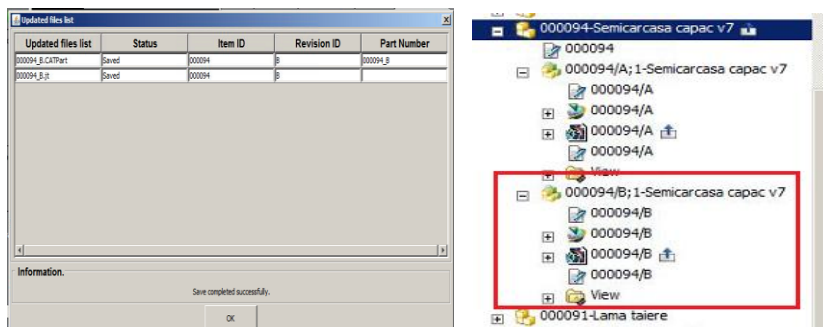 Updated files list
Updated files list Status Item ID Revision ID Part Number
000094_B.CATPart Saved 000094 B 000094_B
000094_B.jt Saved 000094 B
Information.
Save completed successfully.
OK
000094-Semicarcasa capac v7
000094
000094/A;1-Semicarcasa capac v7
000094/A
000094/A
000094/A
000094/A
View
000094/B;1-Semicarcasa capac v7
000094/B
000094/B
000094/B
000094/B
View
000091-Lama taiere